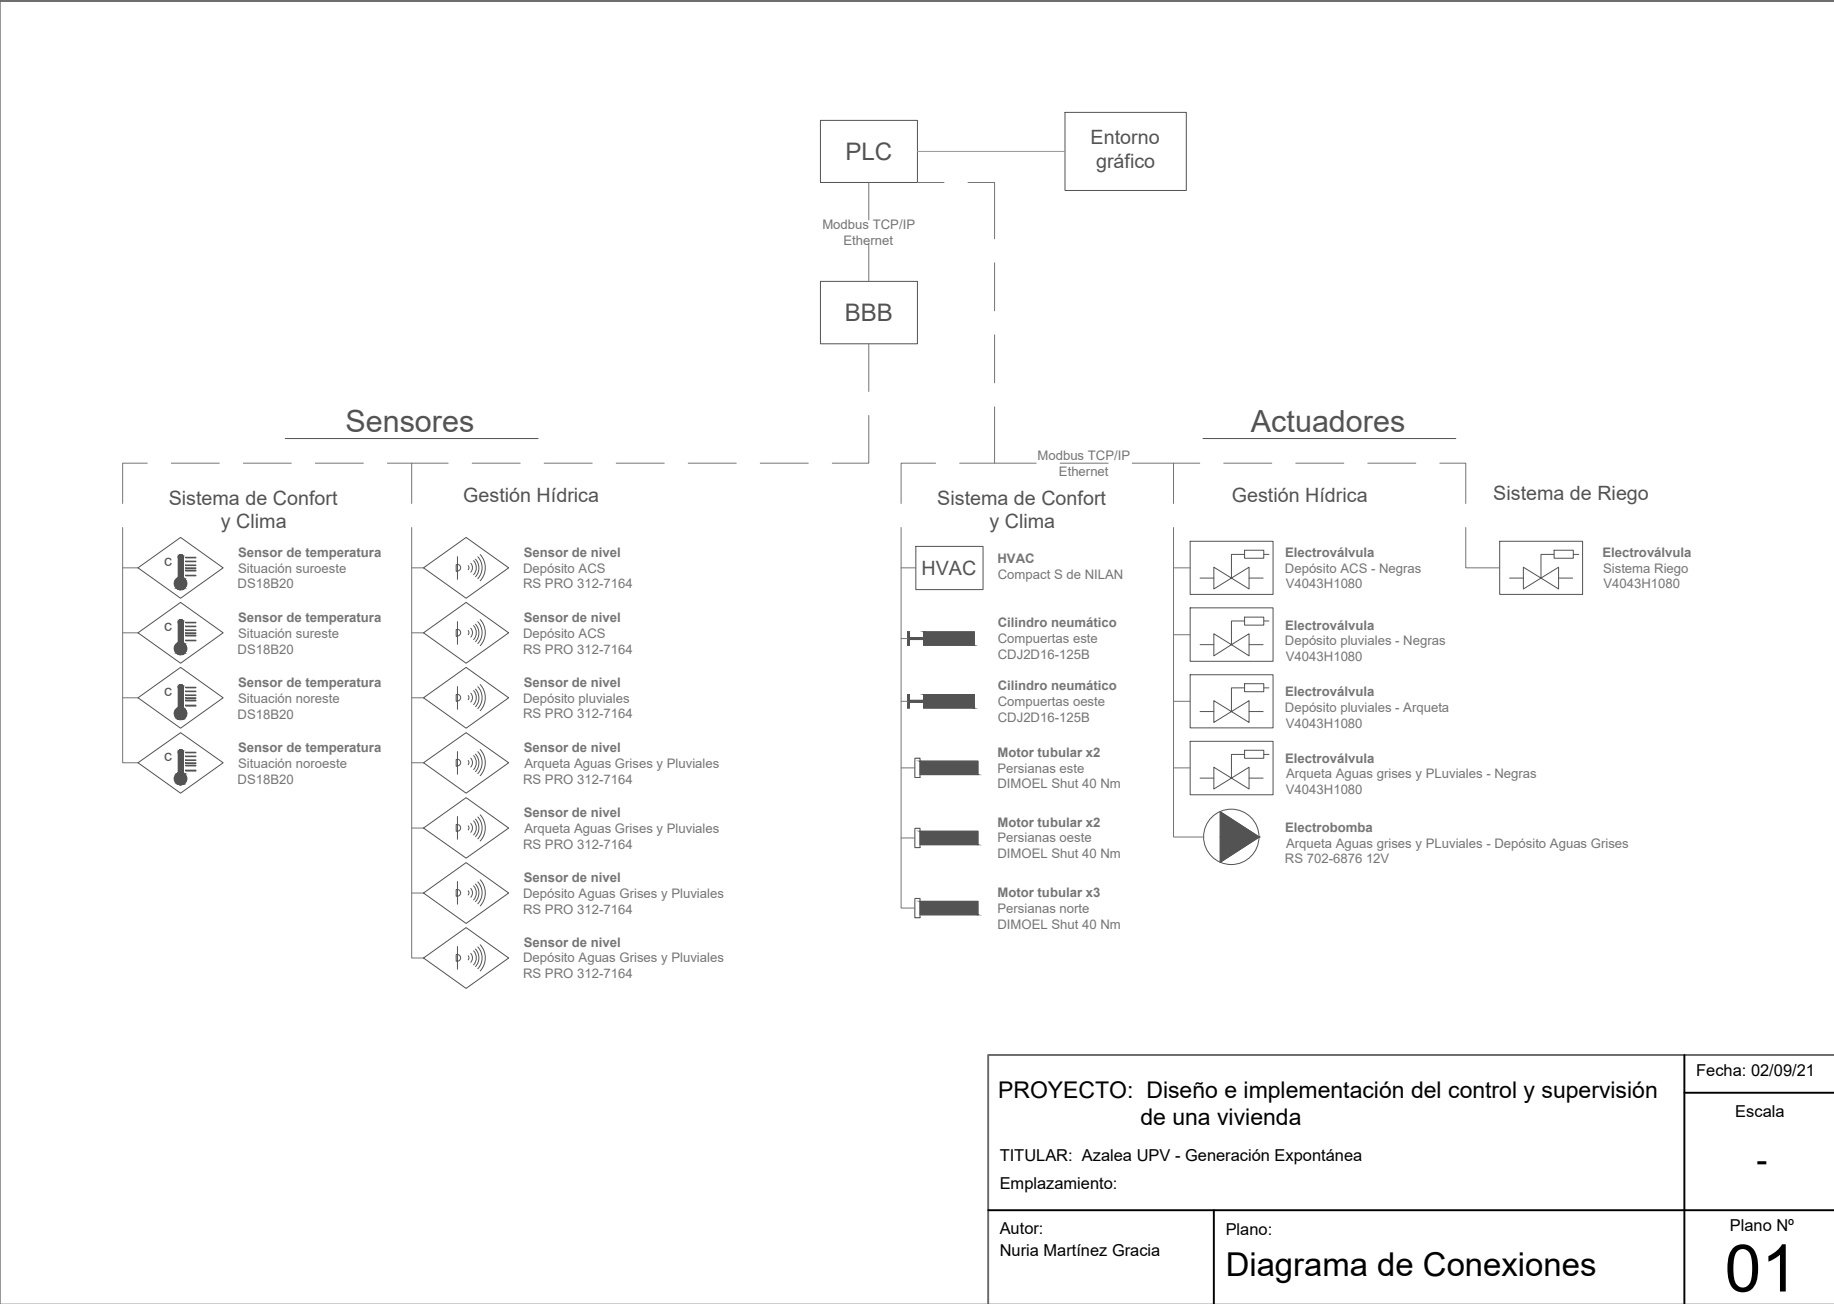 PLC
Entorno
gráfico
Modbus TCP/IP
Ethernet
BBB
Sensores
Sistema de Confort
y Clima
C
Sensor de temperatura
Situación suroeste
DS18B20
C
Sensor de temperatura
Situación sureste
DS18B20
C
Sensor de temperatura
Situación noreste
DS18B20
C
Sensor de temperatura
Situación noroeste
DS18B20
Gestión Hídrica
Sensor de nivel
Depósito ACS
RS PRO 312-7164
Sensor de nivel
Depósito ACS
RS PRO 312-7164
Sensor de nivel
Depósito pluviales
RS PRO 312-7164
Sensor de nivel
Arqueta Aguas Grises y Pluviales
RS PRO 312-7164
Sensor de nivel
Arqueta Aguas Grises y Pluviales
RS PRO 312-7164
Sensor de nivel
Depósito Aguas Grises y Pluviales
RS PRO 312-7164
Sensor de nivel
Depósito Aguas Grises y Pluviales
RS PRO 312-7164
Actuadores
Modbus TCP/IP
Ethernet
Sistema de Confort
y Clima
HVAC
HVAC
Compact S de NILAN
Cilindro neumático
Compuertas este
CDJ2D16-125B
Cilindro neumático
Compuertas oeste
CDJ2D16-125B
Motor tubular x2
Persianas este
DIMOEL Shut 40 Nm
Motor tubular x2
Persianas oeste
DIMOEL Shut 40 Nm
Motor tubular x3
Persianas norte
DIMOEL Shut 40 Nm
Gestión Hídrica
Electroválvula
Depósito ACS - Negras
V4043H1080
Electroválvula
Depósito pluviales - Negras
V4043H1080
Electroválvula
Depósito pluviales - Arqueta
V4043H1080
Electroválvula
Arqueta Aguas grises y PLuviales - Negras
V4043H1080
Electrobomba
Arqueta Aguas grises y PLuviales - Depósito Aguas Grises
RS 702-6876 12V
Sistema de Riego
Electroválvula
Sistema Riego
V4043H1080
PROYECTO: Diseño e implementación del control y supervisión
de una vivienda
TITULAR: Azalea UPV - Generación Expontánea
Emplazamiento:
Fecha: 02/09/21
Escala
-
Autor:
Nuria Martínez Gracia
Plano:
Diagrama de Conexiones
Plano Nº
01